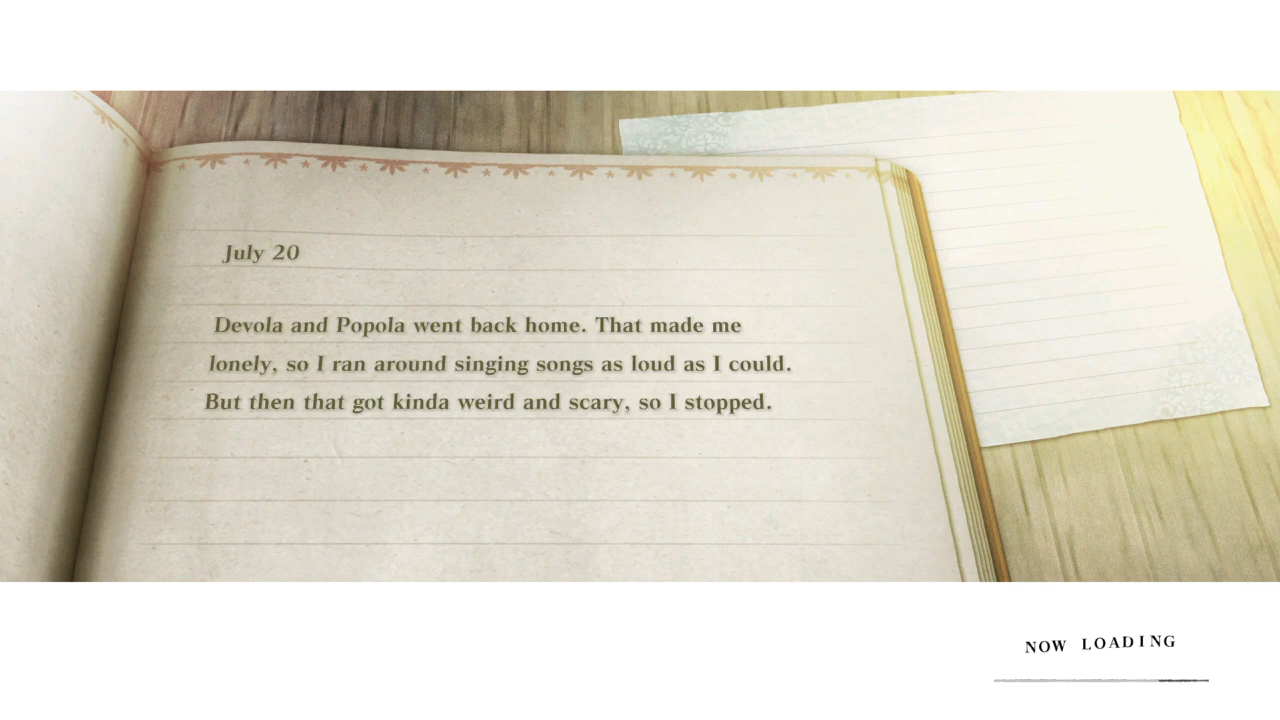 July 20
Devola and Popola went back home. That made me
lonely, so I ran around singing songs as loud as I could.
But then that got kinda weird and scary, so I stopped.
NOW LOADING